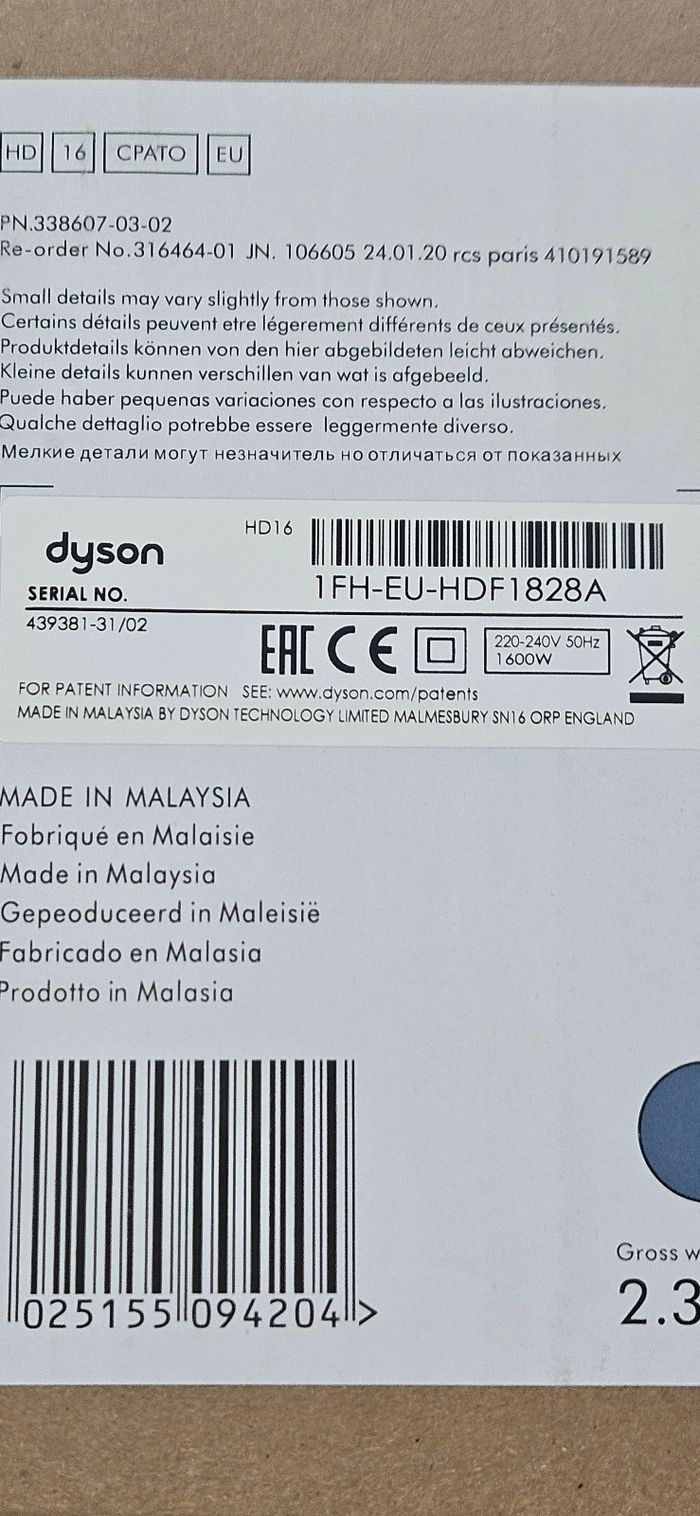 HD 16 CPATO EU
PN.338607-03-02
Re-order No.316464-01 JN. 106605 24.01.20 rcs paris 410191589
Small details may vary slightly from those shown.
Certains détails peuvent etre légerement différents de ceux présentés.
Produktdetails können von den hier abgebildeten leicht abweichen.
Kleine details kunnen verschillen van wat is afgebeeld.
Puede haber pequenas variaciones con respecto a las ilustraciones.
Qualche dettaglio potrebbe essere leggermente diverso.
Мелкие детали могут незначитель но отличаться от показанных
dyson
HD16
1FH-EU-HDF1828A
SERIAL NO.
439381-31/02
EAC CE
220-240V 50Hz
1600W
FOR PATENT INFORMATION SEE: www.dyson.com/patents
MADE IN MALAYSIA BY DYSON TECHNOLOGY LIMITED MALMESBURY SN16 ORP ENGLAND
MADE IN MALAYSIA
Fobriqué en Malaisie
Made in Malaysia
Gepeoduceerd in Maleisië
Fabricado en Malasia
Prodotto in Malasia
025155 094204 >
Gross
2.3